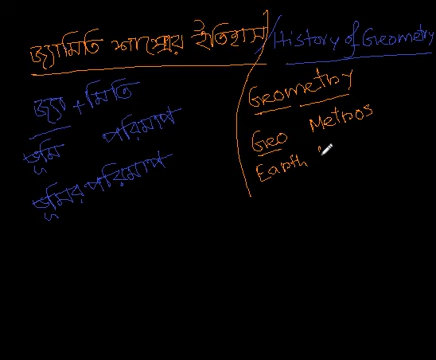 জ্যামিতি শাস্ত্রের ইতিহাস / History of Geometry
জ্যা + মিতি
ভূমি পরিমাপ
ভূমির পরিমাপ
Geometry
Geo Metros
Earth